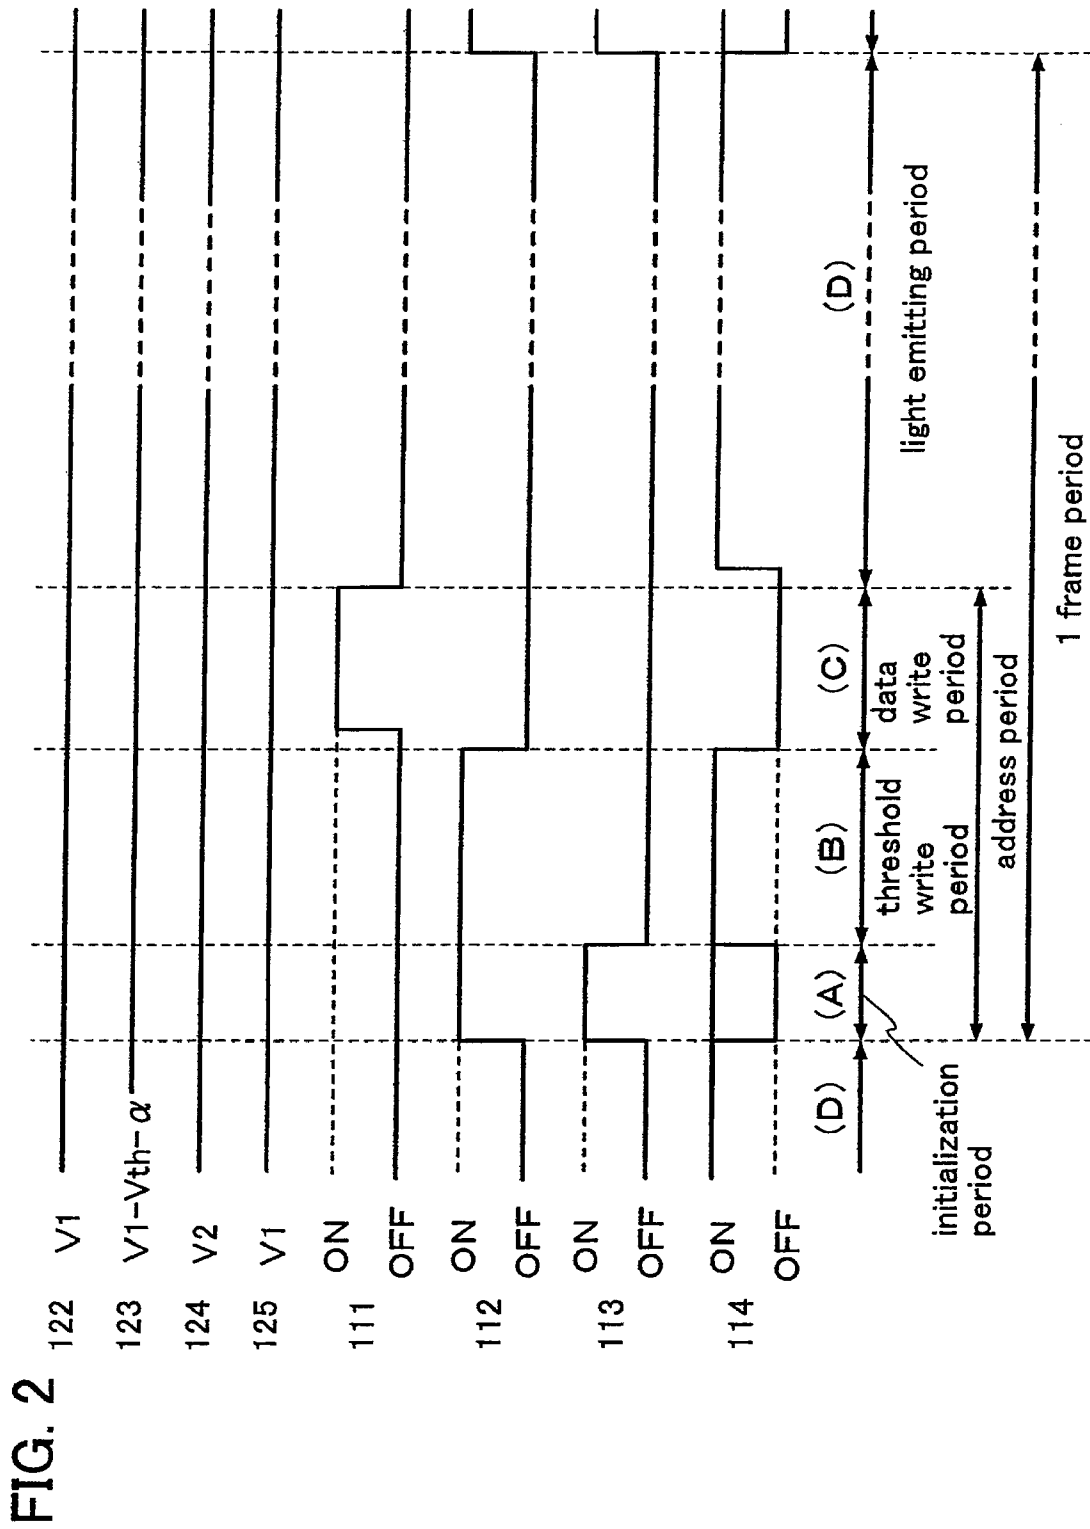 FIG. 2
122 V1
123 V1-Vth-α
124 V2
125 V1
111 ON
OFF
112 ON
OFF
113 ON
OFF
114 ON
OFF
(D) (A) (B) (C) (D)
initialization
period
threshold
write
period
data
write
period
light emitting period
address period
1 frame period